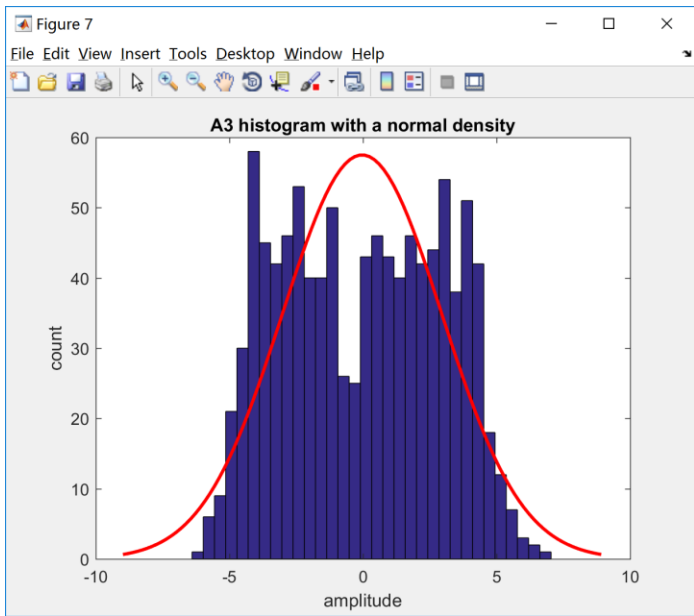 Figure 7
File Edit View Insert Tools Desktop Window Help
A3 histogram with a normal density
60
50
40
30
20
10
0
count
-10 -5 0 5 10
amplitude